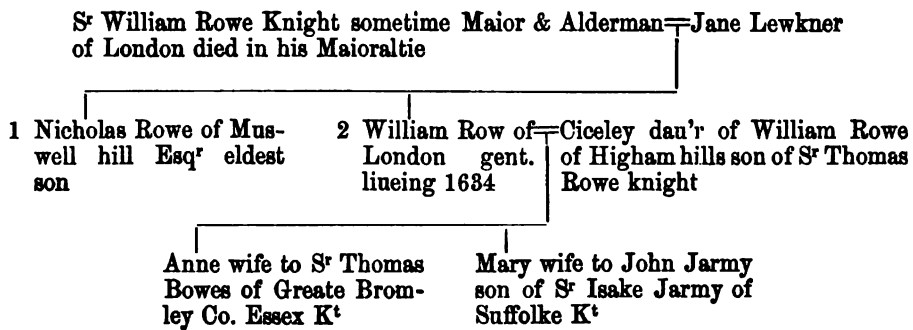 Sʳ William Rowe Knight sometime Maior & Alderman=Jane Lewkner
of London died in his Maioraltie
1 Nicholas Rowe of Mus-
well hill Esqʳ eldest
son
2 William Row of=Ciceley dau'r of William Rowe
London gent. of Higham hills son of Sʳ Thomas
liueing 1634 Rowe knight
Anne wife to Sʳ Thomas
Bowes of Greate Brom-
ley Co. Essex Kᵗ
Mary wife to John Jarmy
son of Sʳ Isake Jarmy of
Suffolke Kᵗ